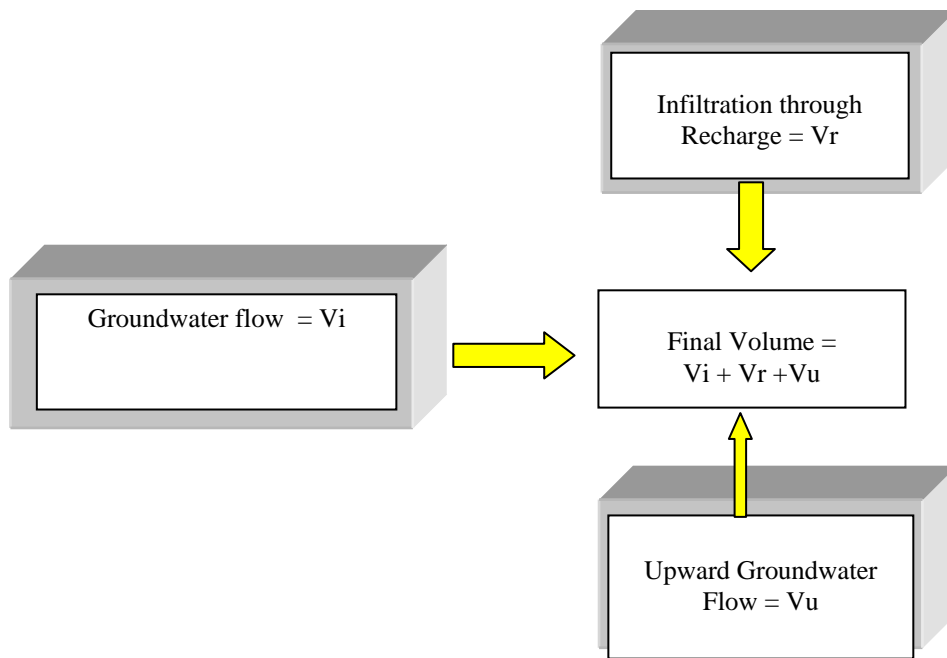 Infiltration through
Recharge = Vr
Groundwater flow  = Vi
Final Volume =
Vi + Vr +Vu
Upward Groundwater
Flow = Vu